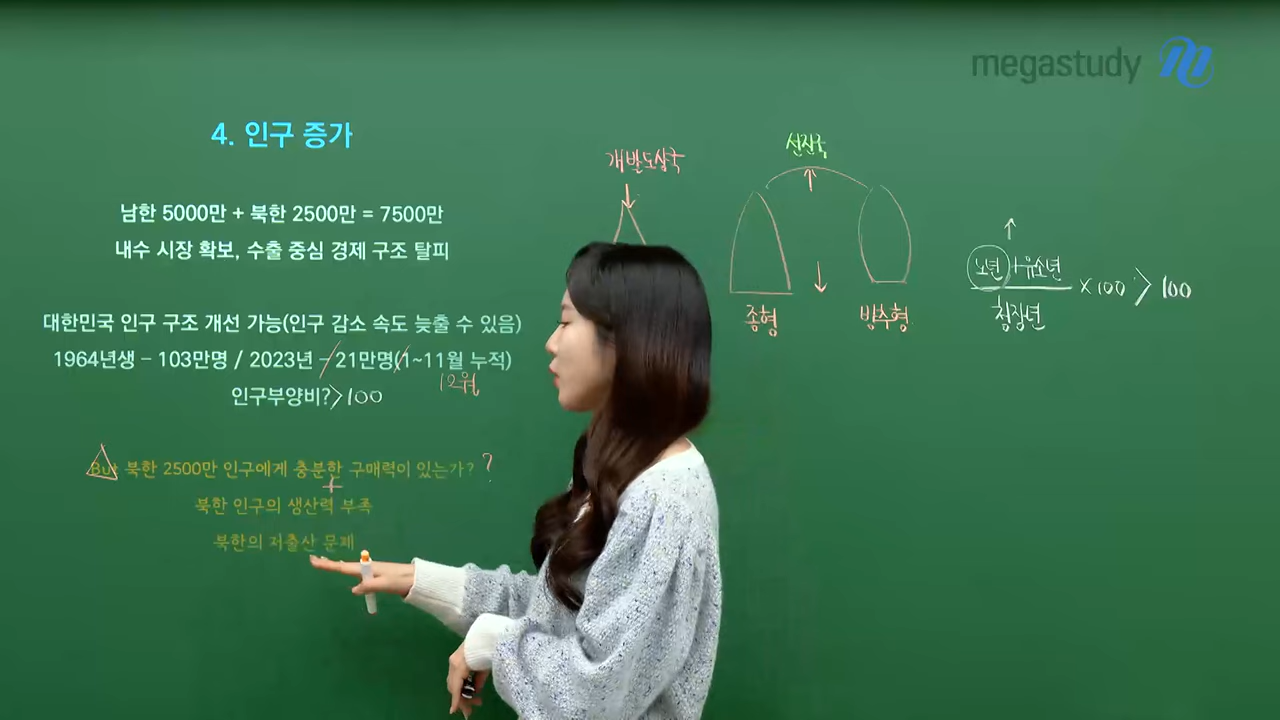 megastudy
4. 인구 증가
남한 5000만 + 북한 2500만 = 7500만
내수 시장 확보, 수출 중심 경제 구조 탈피
대한민국 인구 구조 개선 가능(인구 감소 속도 늦출 수 있음)
1964년생 - 103만명 / 2023년 - 21만명(1~11월 누적)
12월
인구부양비?>100
But 북한 2500만 인구에게 충분한 구매력이 있는가? ?
+
북한 인구의 생산력 부족
북한의 저출산 문제
개발도상국
선진국
종형
방추형
노년+유소년
청장년
×100 > 100